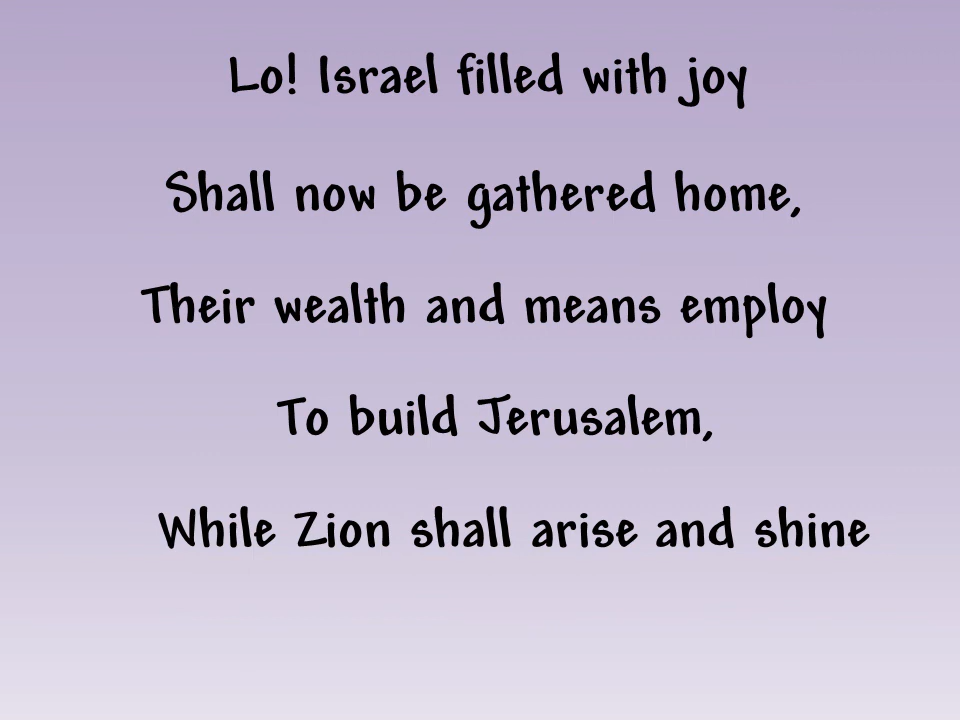 Lo! Israel filled with joy
Shall now be gathered home,
Their wealth and means employ
To build Jerusalem,
While Zion shall arise and shine